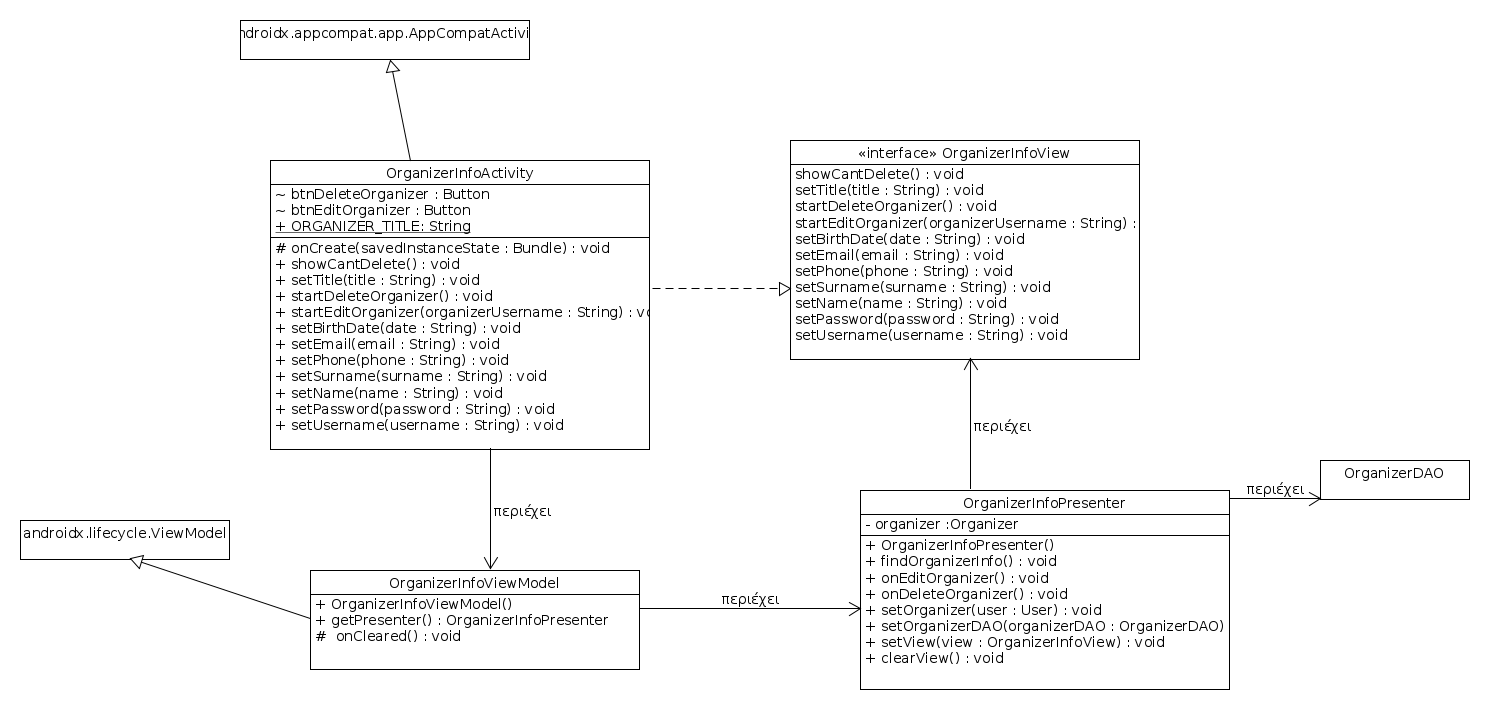 ndroidx.appcompat.app.AppCompatActivi
OrganizerInfoActivity
~ btnDeleteOrganizer : Button
~ btnEditOrganizer : Button
+ ORGANIZER_TITLE: String
# onCreate(savedInstanceState : Bundle) : void
+ showCantDelete() : void
+ setTitle(title : String) : void
+ startDeleteOrganizer() : void
+ startEditOrganizer(organizerUsername : String) : vo
+ setBirthDate(date : String) : void
+ setEmail(email : String) : void
+ setPhone(phone : String) : void
+ setSurname(surname : String) : void
+ setName(name : String) : void
+ setPassword(password : String) : void
+ setUsername(username : String) : void
«interface» OrganizerInfoView
showCantDelete() : void
setTitle(title : String) : void
startDeleteOrganizer() : void
startEditOrganizer(organizerUsername : String) :
setBirthDate(date : String) : void
setEmail(email : String) : void
setPhone(phone : String) : void
setSurname(surname : String) : void
setName(name : String) : void
setPassword(password : String) : void
setUsername(username : String) : void
περιέχει
περιέχει
περιέχει
OrganizerDAO
androidx.lifecycle.ViewModel
OrganizerInfoViewModel
+ OrganizerInfoViewModel()
+ getPresenter() : OrganizerInfoPresenter
# onCleared() : void
περιέχει
OrganizerInfoPresenter
- organizer :Organizer
+ OrganizerInfoPresenter()
+ findOrganizerInfo() : void
+ onEditOrganizer() : void
+ onDeleteOrganizer() : void
+ setOrganizer(user : User) : void
+ setOrganizerDAO(organizerDAO : OrganizerDAO)
+ setView(view : OrganizerInfoView) : void
+ clearView() : void